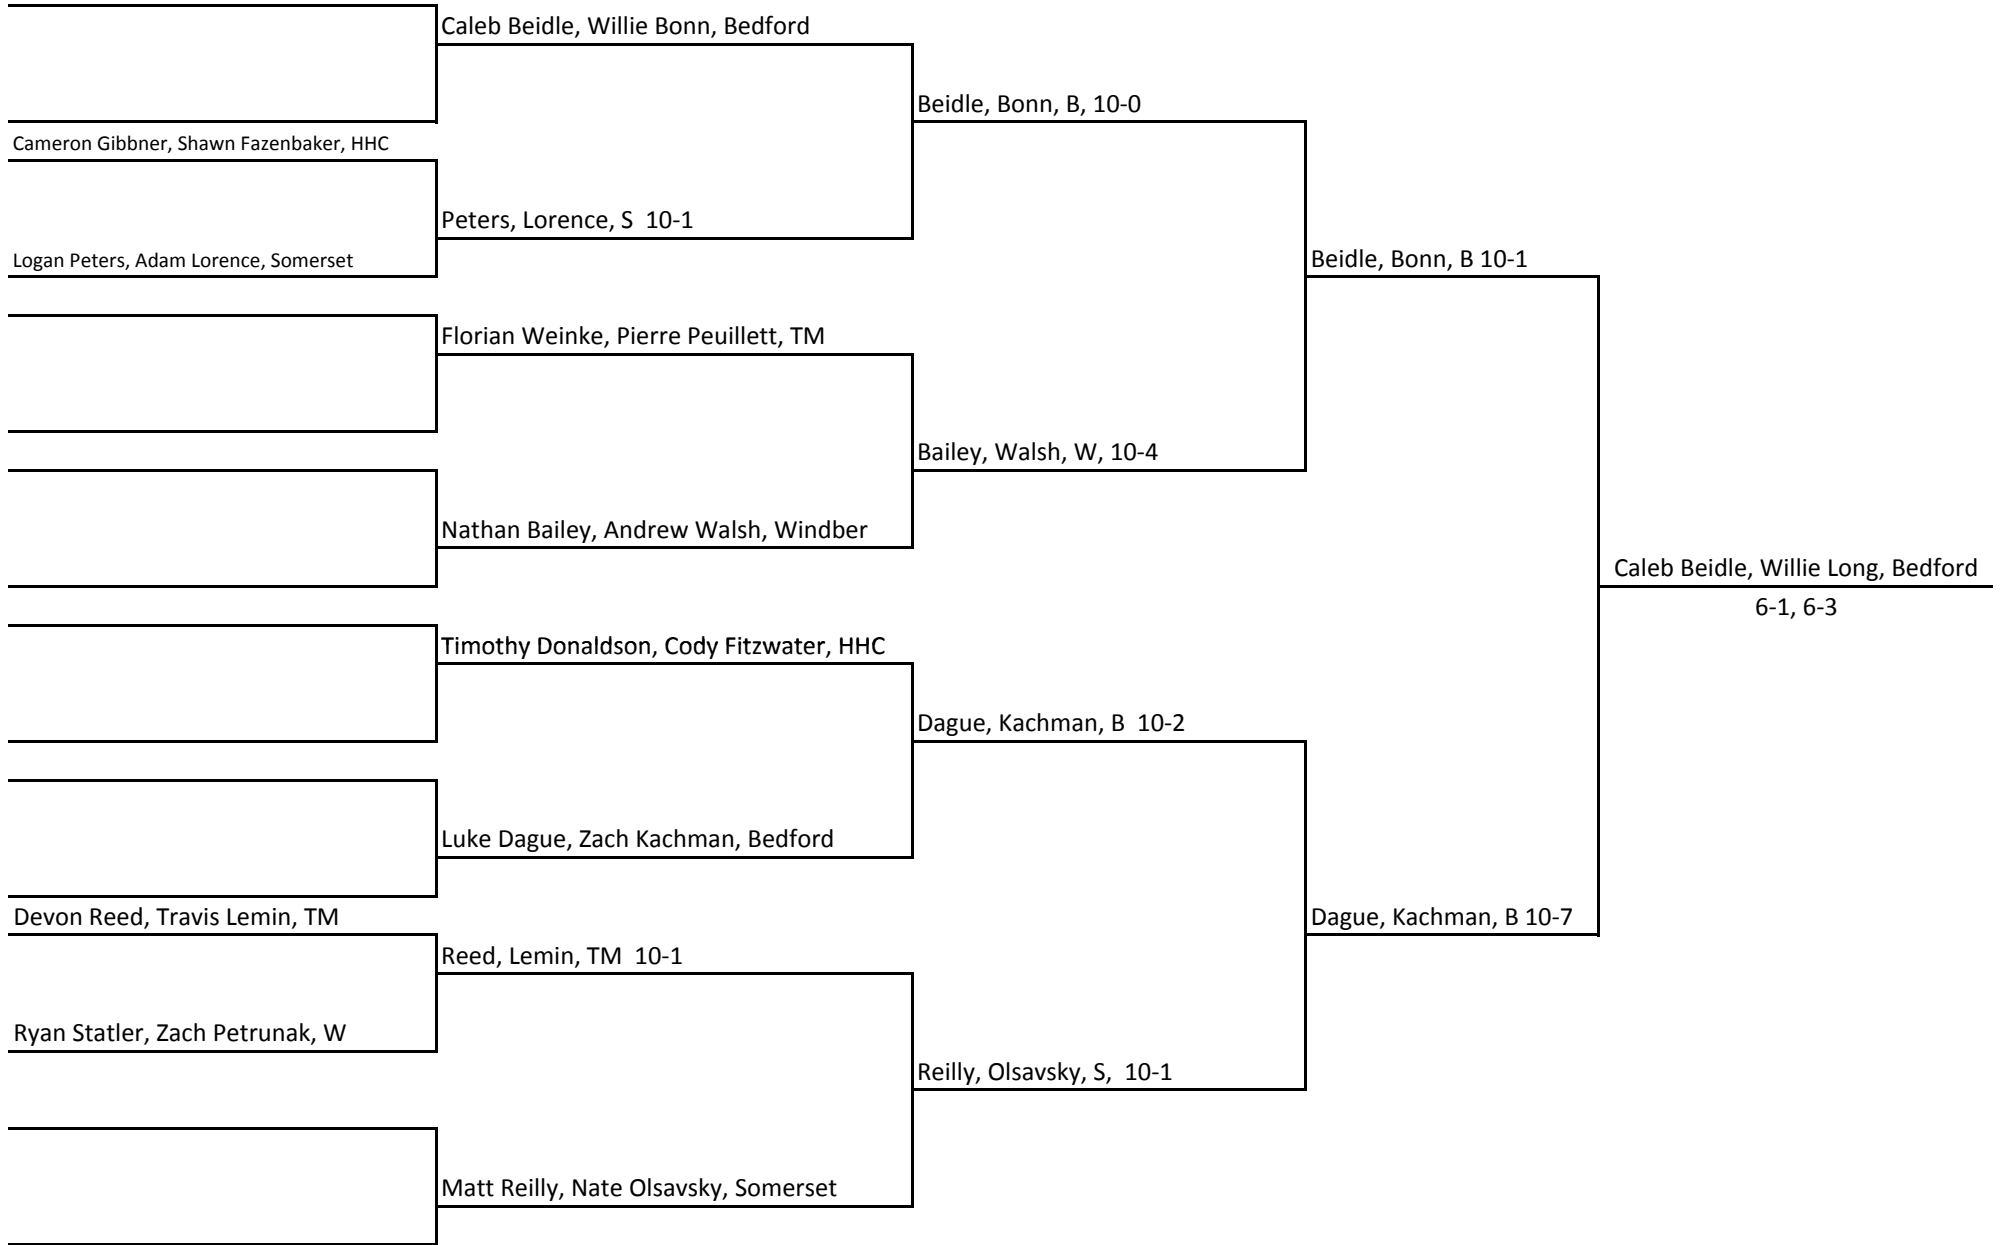 Caleb Beidle, Willie Bonn, Bedford
Beidle, Bonn, B, 10-0
Cameron Gibbner, Shawn Fazenbaker, HHC
Peters, Lorence, S 10-1
Logan Peters, Adam Lorence, Somerset
Beidle, Bonn, B 10-1
Florian Weinke, Pierre Peuillett, TM
Bailey, Walsh, W, 10-4
Nathan Bailey, Andrew Walsh, Windber
Caleb Beidle, Willie Long, Bedford
6-1, 6-3
Timothy Donaldson, Cody Fitzwater, HHC
Dague, Kachman, B 10-2
Luke Dague, Zach Kachman, Bedford
Devon Reed, Travis Lemin, TM
Dague, Kachman, B 10-7
Reed, Lemin, TM 10-1
Ryan Statler, Zach Petrunak, W
Reilly, Olsavsky, S, 10-1
Matt Reilly, Nate Olsavsky, Somerset